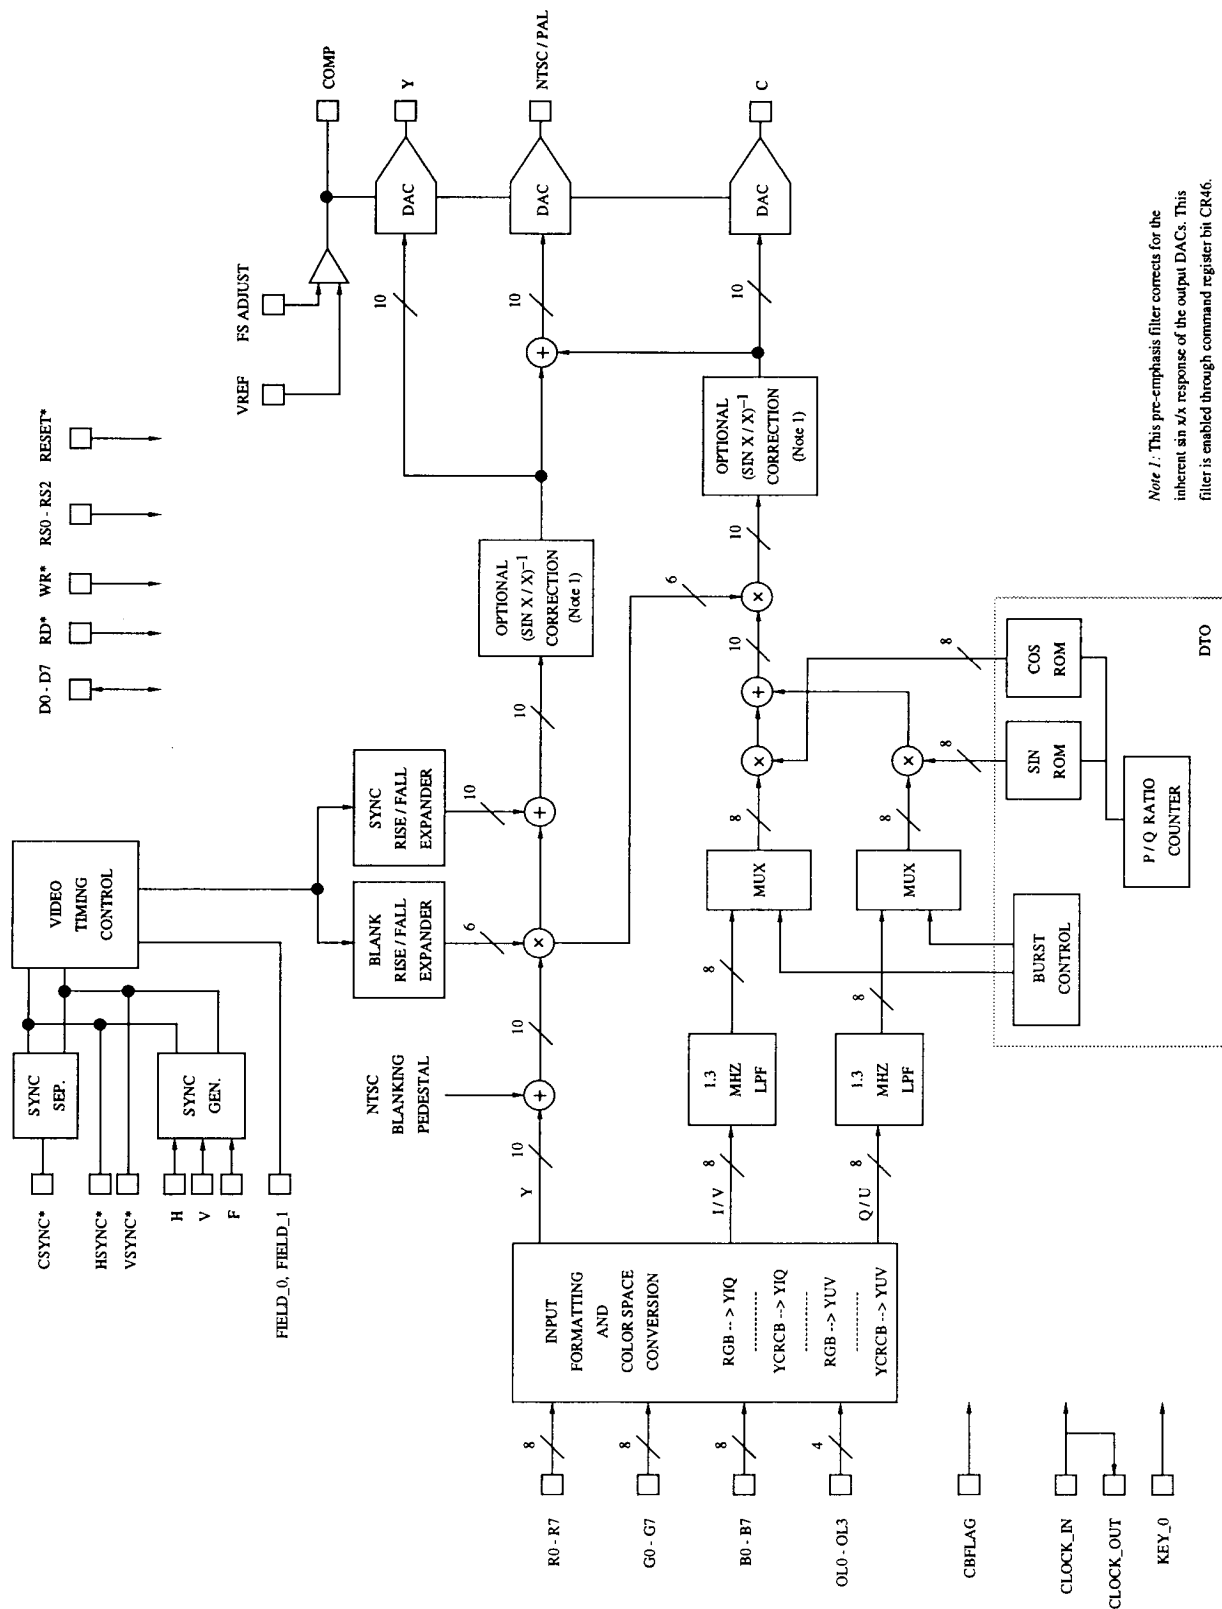 CSYNC*
HSYNC*
VSYNC*
H
V
F
FIELD_0, FIELD_1
SYNC
SEP.
SYNC
GEN.
VIDEO
TIMING
CONTROL
D0 - D7
RD*
WR*
RS0 - RS2
RESET*
VREF
FS ADJUST
COMP
BLANK
RISE / FALL
EXPANDER
SYNC
RISE / FALL
EXPANDER
6
10
NTSC
BLANKING
PEDESTAL
R0 - R7
8
G0 - G7
8
B0 - B7
8
OL0 - OL3
4
INPUT
FORMATTING
AND
COLOR SPACE
CONVERSION
RGB --> YIQ
YCRCB --> YIQ
RGB --> YUV
YCRCB --> YUV
Y
10
+
10
×
+
10
OPTIONAL
(SIN X / X)⁻¹
CORRECTION
(Note 1)
10
DAC
Y
+
10
DAC
NTSC / PAL
I / V
8
1.3
MHZ
LPF
8
MUX
8
×
+
10
×
6
10
OPTIONAL
(SIN X / X)⁻¹
CORRECTION
(Note 1)
10
DAC
C
Q / U
8
1.3
MHZ
LPF
8
MUX
8
×
8
8
BURST
CONTROL
SIN
ROM
COS
ROM
P / Q RATIO
COUNTER
DTO
CBFLAG
CLOCK_IN
CLOCK_OUT
KEY_0
Note 1: This pre-emphasis filter corrects for the
inherent sin x/x response of the output DACs. This
filter is enabled through command register bit CR46.